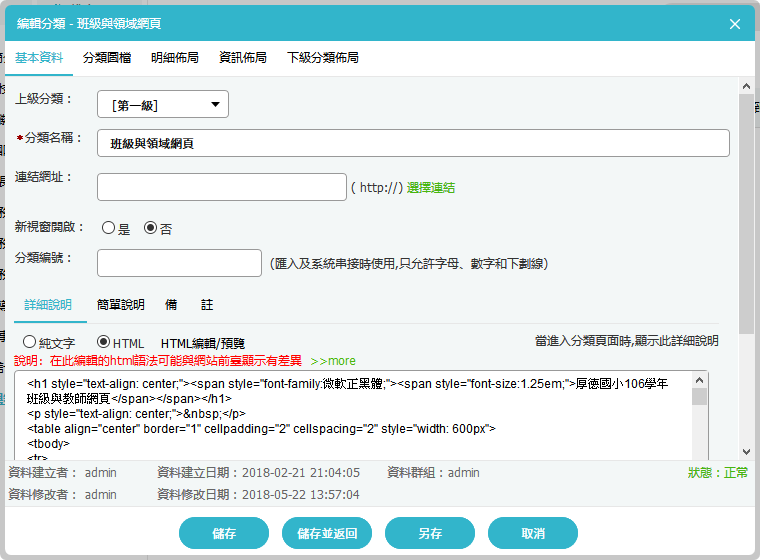 編輯分類 - 班級與領域網頁
基本資料 分類圖檔 明細佈局 資訊佈局 下級分類佈局
上級分類： [第一級]
*分類名稱： 班級與領域網頁
連結網址： ( http://) 選擇連結
新視窗開啟： 是 否
分類編號： (匯入及系統串接時使用,只允許字母、數字和下劃線)
詳細說明 簡單說明 備 註
純文字 HTML HTML編輯/預覽 當進入分類頁面時,顯示此詳細說明
說明: 在此編輯的html語法可能與網站前臺顯示有差異 >>more
<h1 style="text-align: center;"><span style="font-family:微軟正黑體;"><span style="font-size:1.25em;">厚德國小106學年
班級與教師網頁</span></span></h1>
<p style="text-align: center;">&nbsp;</p>
<table align="center" border="1" cellpadding="2" cellspacing="2" style="width: 600px">
<tbody>
<tr>
資料建立者： admin 資料建立日期：2018-02-21 21:04:05 資料群組：admin 狀態：正常
資料修改者： admin 資料修改日期：2018-05-22 13:57:04
儲存 儲存並返回 另存 取消